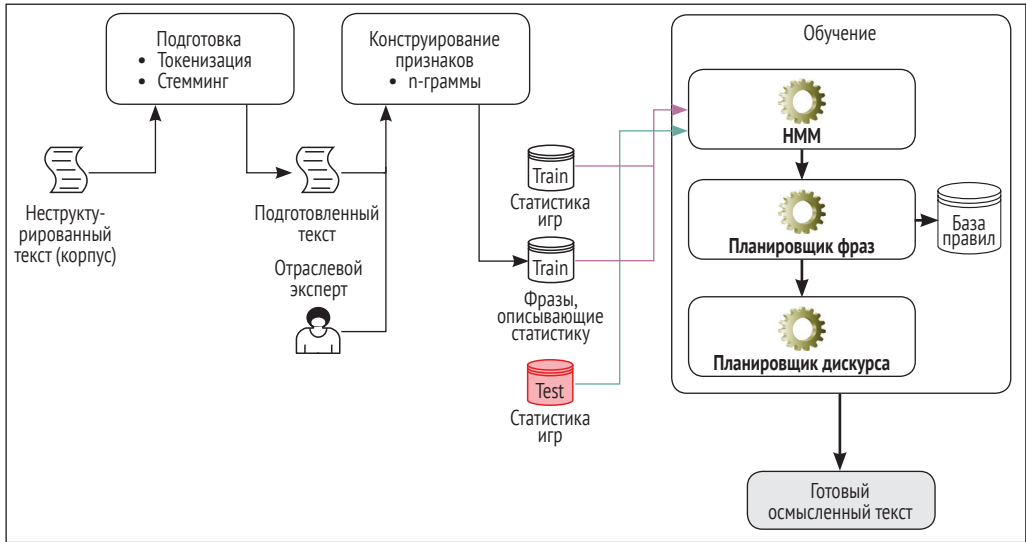 Подготовка
• Токенизация
• Стемминг
Конструирование
признаков
• n-граммы
Обучение
HMM
Train
Статистика
игр
Неструкту-
рированный
текст (корпус)
Подготовленный
текст
Планировщик фраз
База
правил
Отраслевой
эксперт
Train
Фразы,
описывающие
статистику
Планировщик дискурса
Test
Статистика
игр
Готовый
осмысленный текст